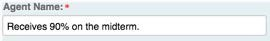 Agent Name: *
Receives 90% on the midterm.